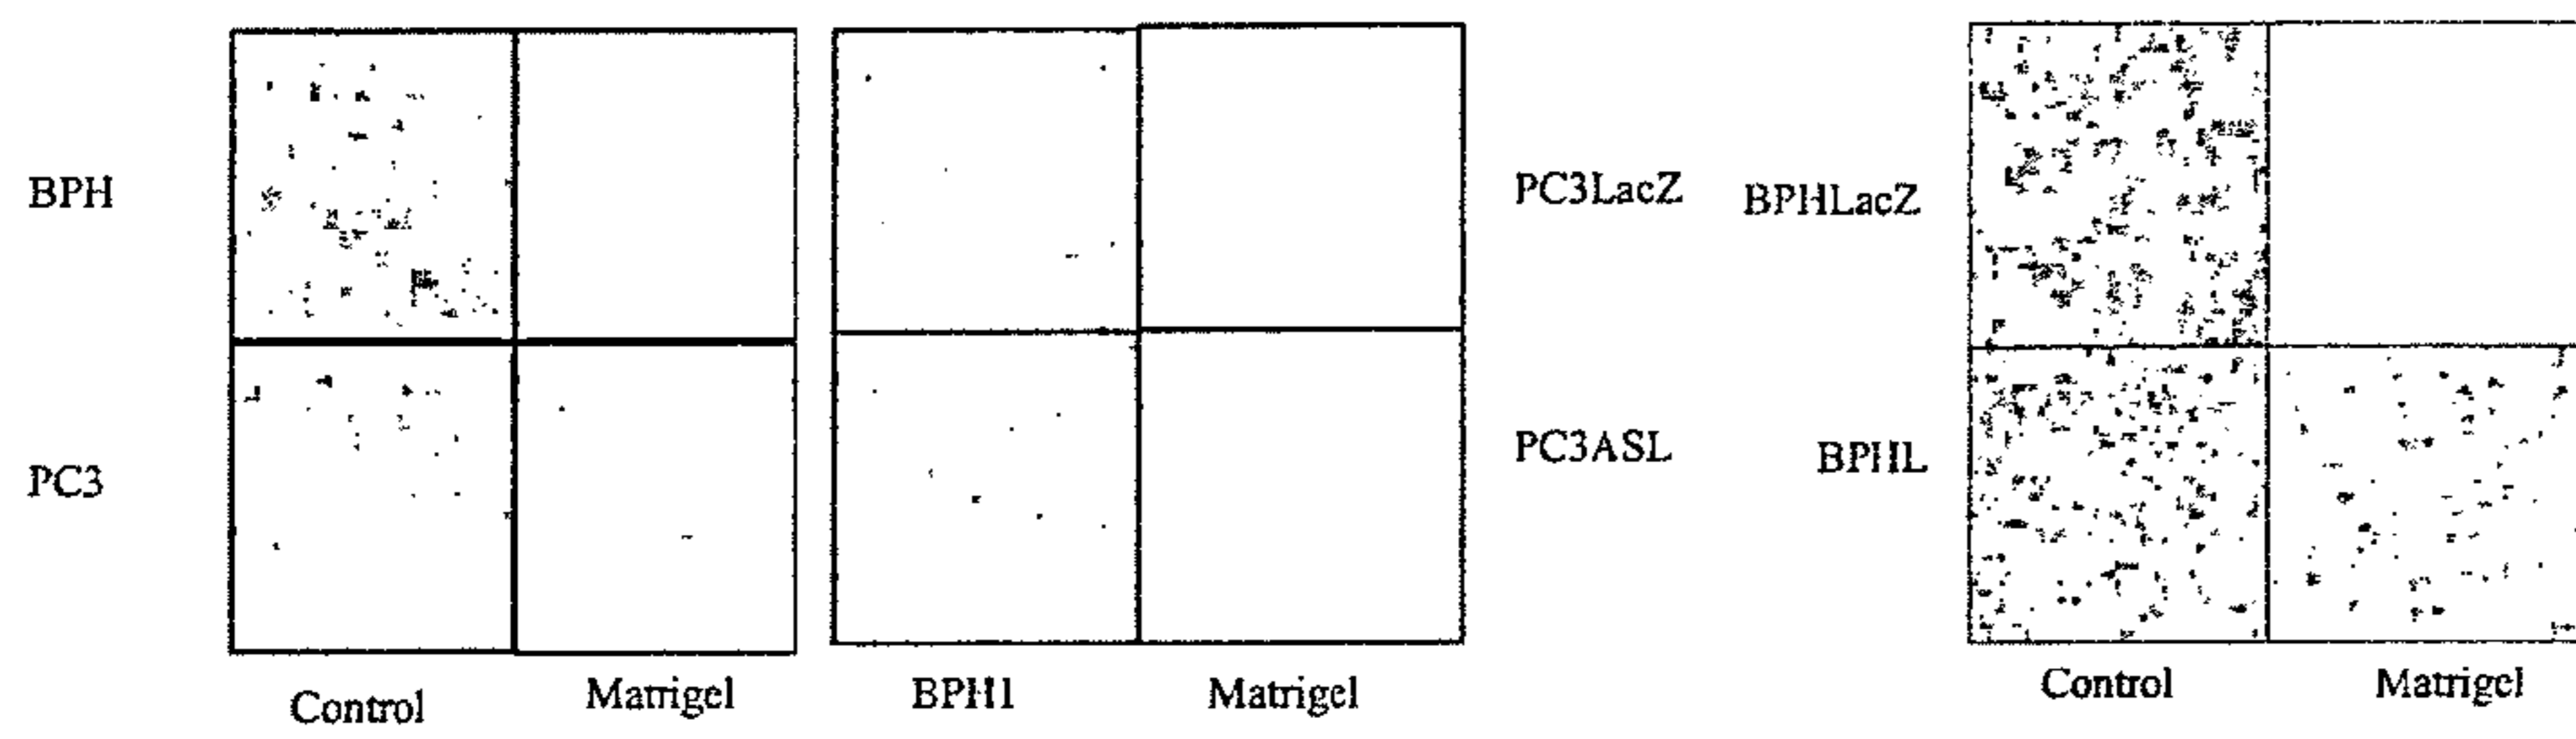 BPH
PC3LacZ
BPHLacZ
PC3
PC3ASL
BPHL
Control
Matrigel
BPH1
Matrigel
Control
Matrigel